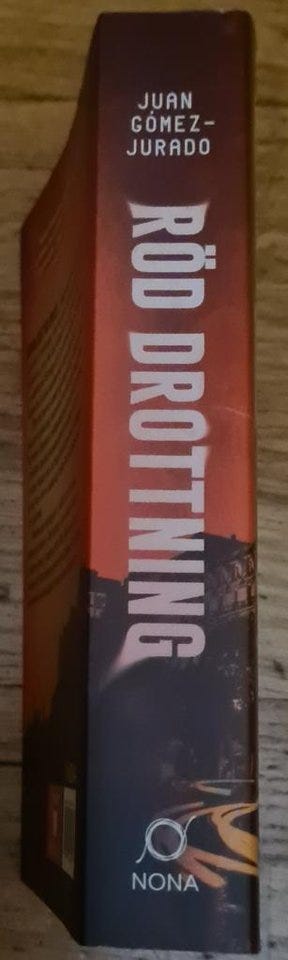 JUAN
GÓMEZ-
JURADO
RÖD DROTTNING
NONA